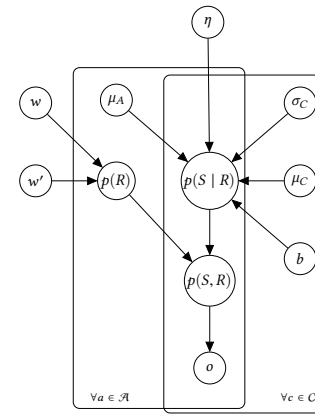 η
w
μ_A
σ_C
w′
p(R)
p(S | R)
μ_C
b
p(S, R)
o
∀a ∈ 𝒜
∀c ∈ C